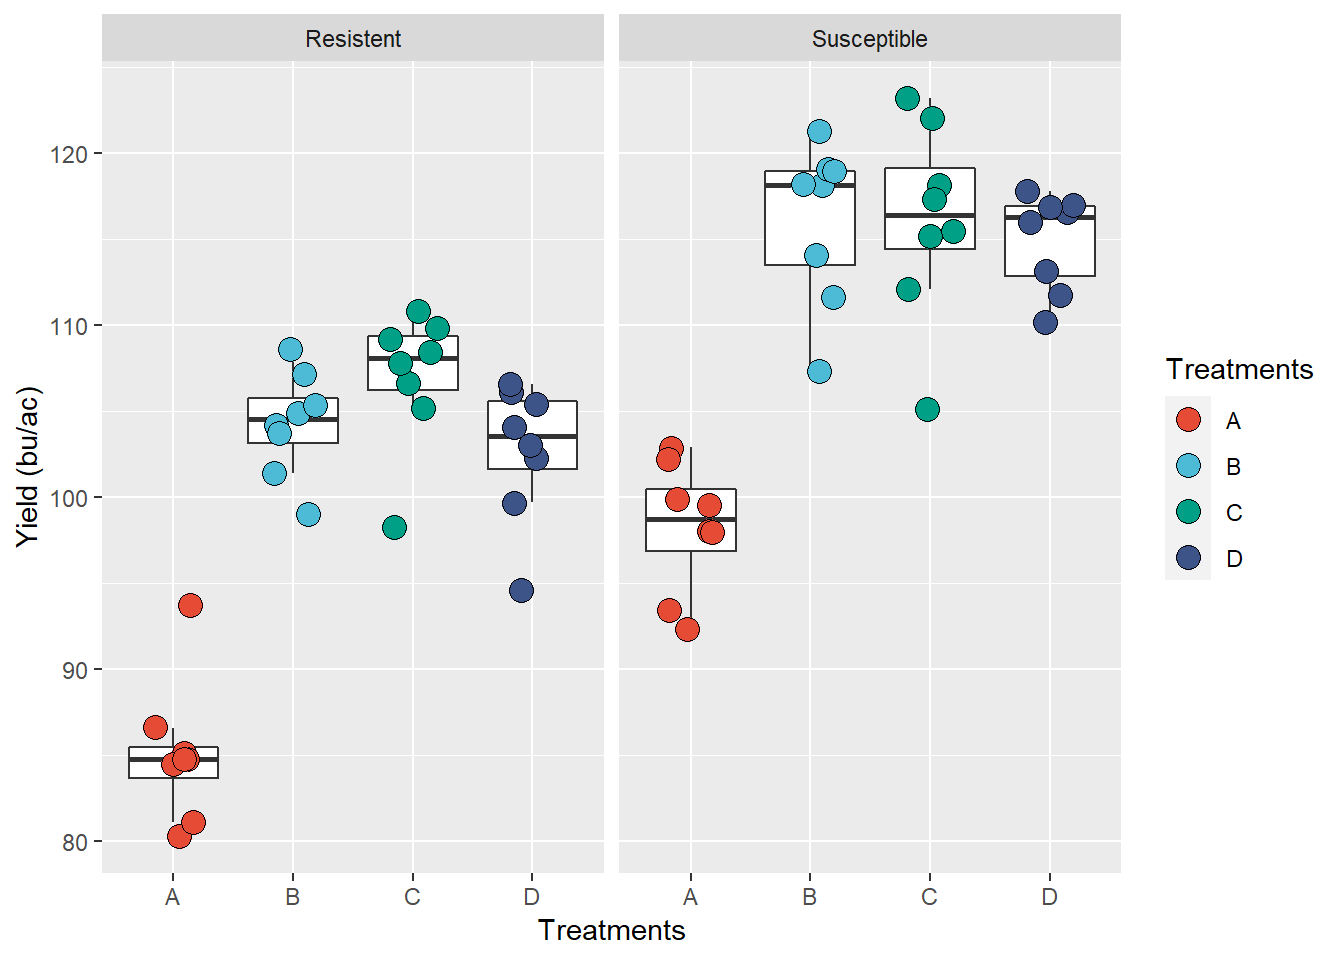 Resistent
Susceptible
Yield (bu/ac)
120
110
100
90
80
A B C D
A B C D
Treatments
Treatments
A
B
C
D